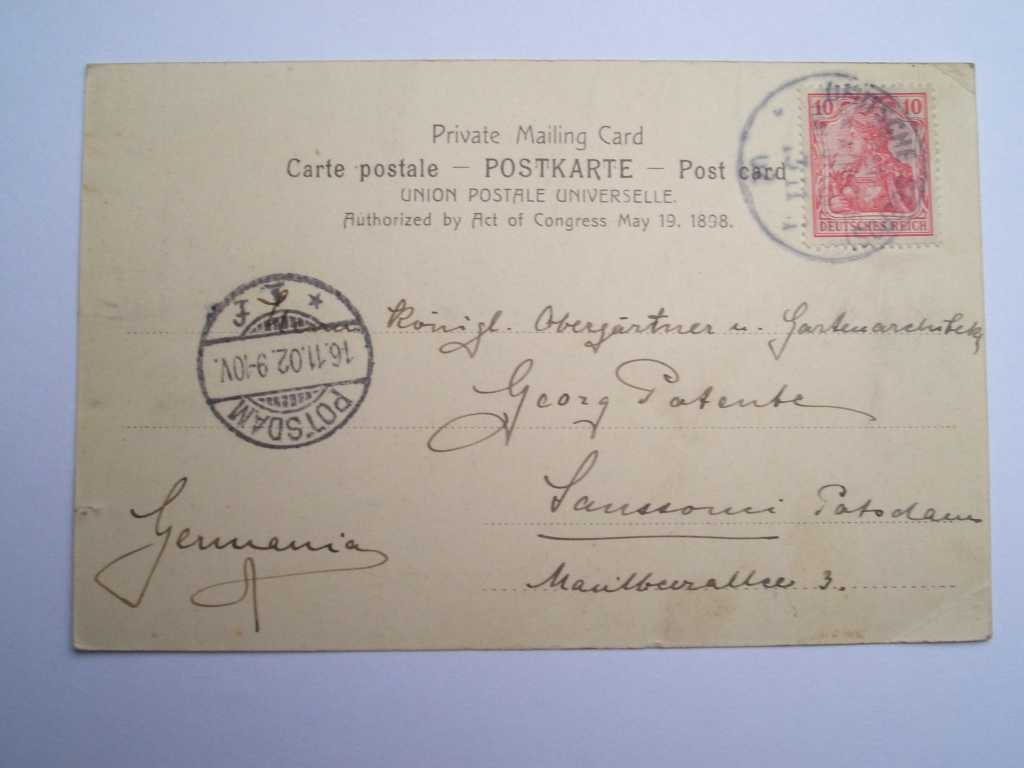 Private Mailing Card
Carte postale – POSTKARTE – Post card
UNION POSTALE UNIVERSELLE.
Authorized by Act of Congress May 19. 1898.
10 10
DEUTSCHES REICH
DEUTSCHE
POTSDAM
16.11.02. 9-10V.
Königl. Obergärtner u. Gartenarchitekt
Georg Potente
Sanssouci Potsdam
Maulbeerallee 3.
Germania